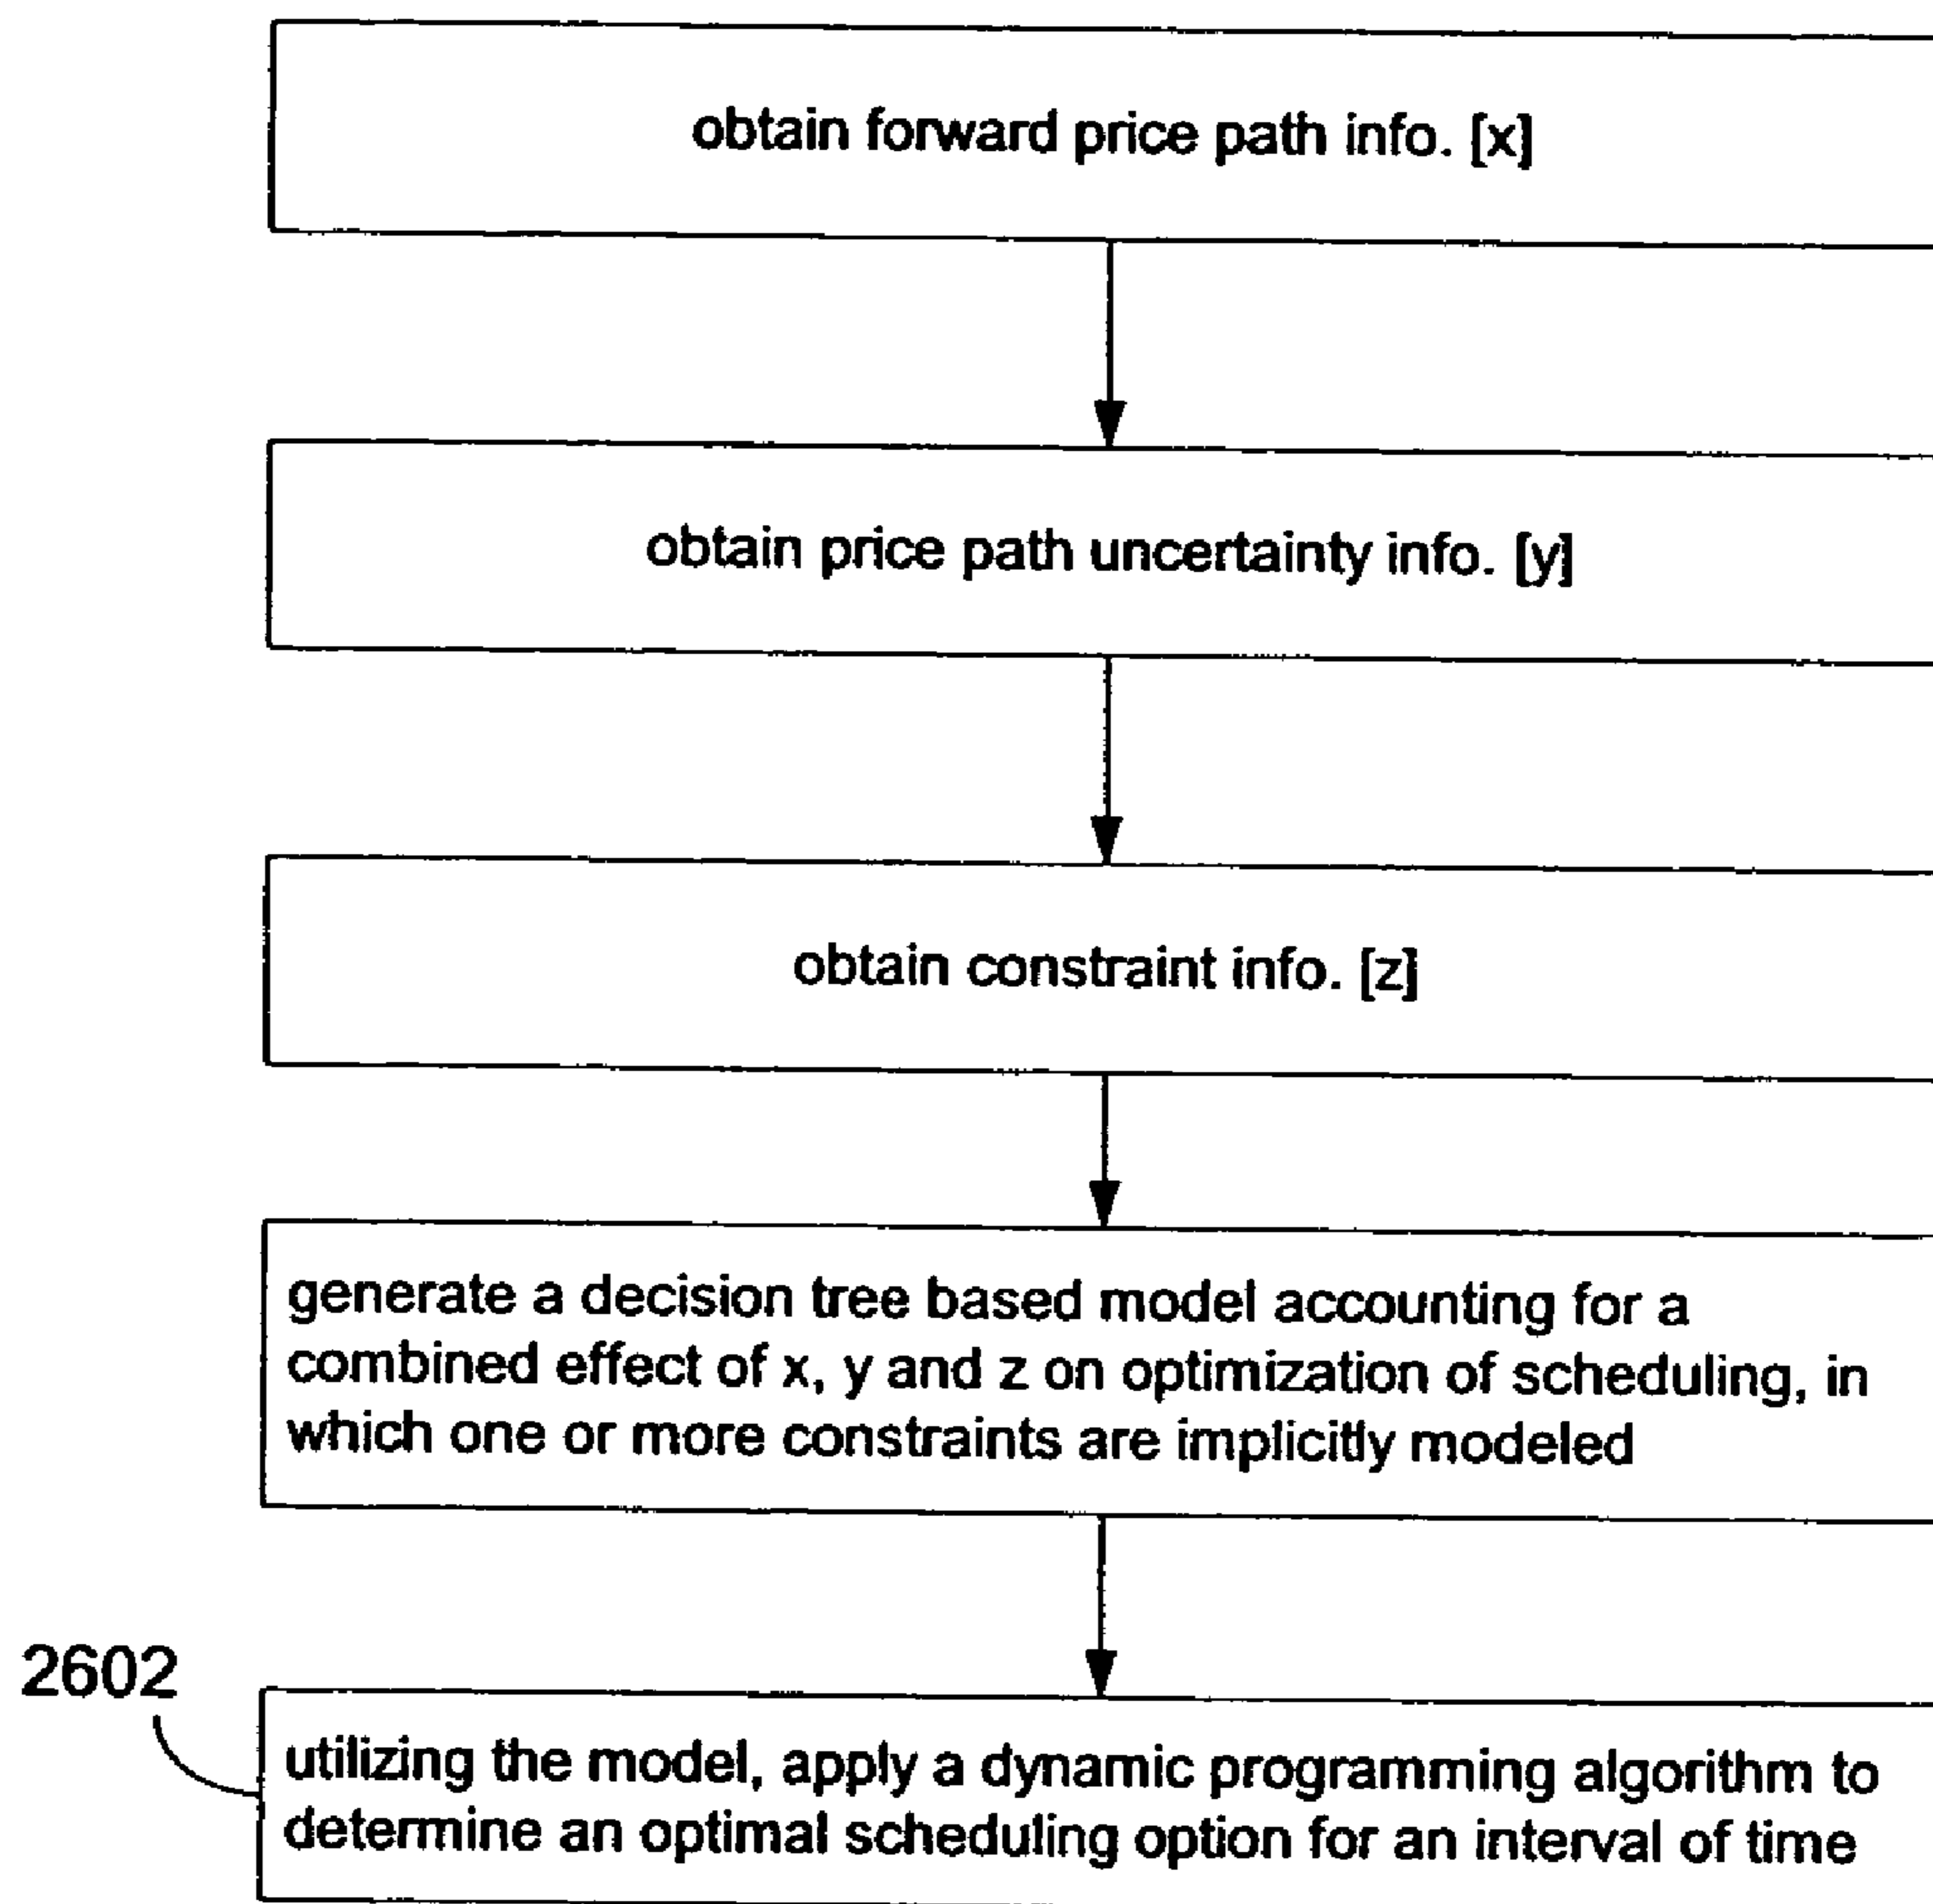 obtain forward price path info. [x]
obtain price path uncertainty info. [y]
obtain constraint info. [z]
generate a decision tree based model accounting for a
combined effect of x, y and z on optimization of scheduling, in
which one or more constraints are implicitly modeled
2602
utilizing the model, apply a dynamic programming algorithm to
determine an optimal scheduling option for an interval of time